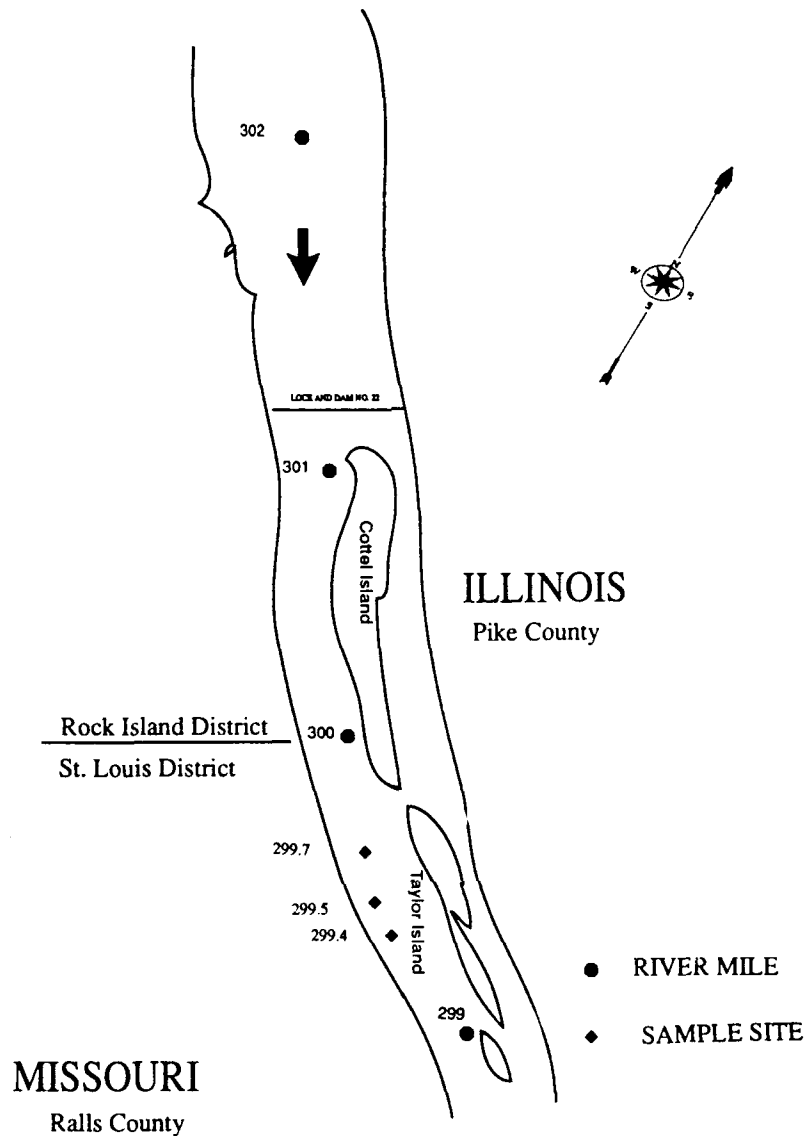 302
N
S
LOCK AND DAM NO. 22
301
Cottel Island
ILLINOIS
Pike County
Rock Island District
300
St. Louis District
299.7
Taylor Island
299.5
299.4
RIVER MILE
299
SAMPLE SITE
MISSOURI
Ralls County